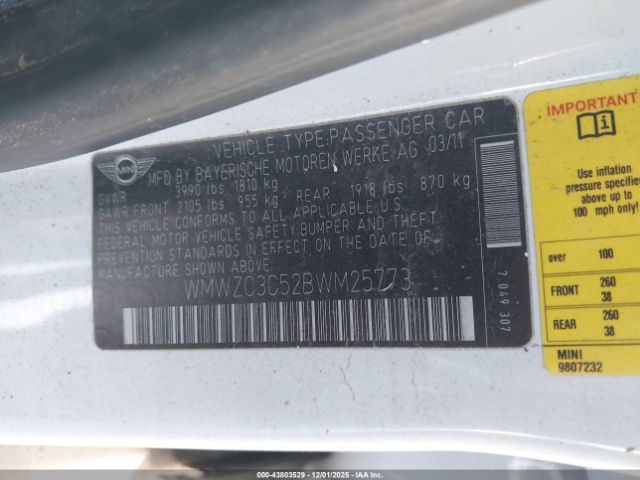 MINI
VEHICLE TYPE:PASSENGER CAR
MFD BY BAYERISCHE MOTOREN WERKE AG 03/11
GVWR 3990 lbs 1810 kg
GAWR FRONT 2105 lbs 955 kg REAR 1918 lbs 870 kg
THIS VEHICLE CONFORMS TO ALL APPLICABLE U.S.
FEDERAL MOTOR VEHICLE SAFETY,BUMPER AND THEFT
PREVENTION STANDARDS IN EFFECT ON THE DATE OF
MANUFACTURE SHOWN ABOVE.
WMWZC3C52BWM25773
7 049 307
IMPORTANT
i
Use inflation
pressure specified
above up to
100 mph only!
over 100
FRONT 260
38
REAR 260
38
MINI
9807232
000-43803529 • 12/01/2025 •